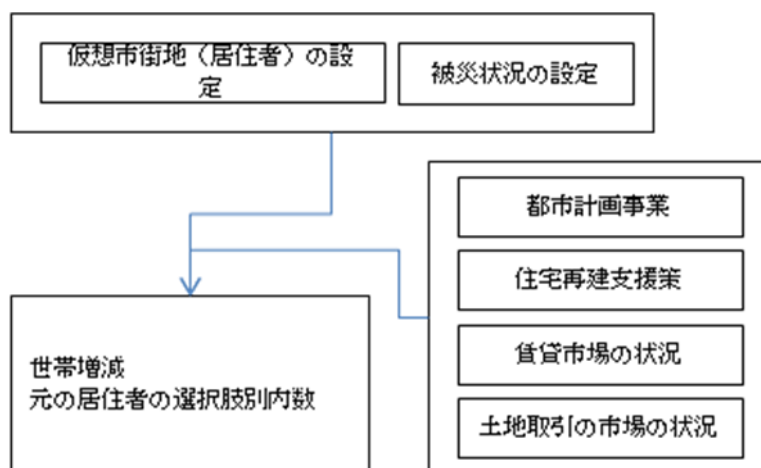 仮想市街地（居住者）の設
定
被災状況の設定
都市計画事業
住宅再建支援策
賃貸市場の状況
土地取引の市場の状況
世帯増減
元の居住者の選択肢別内数